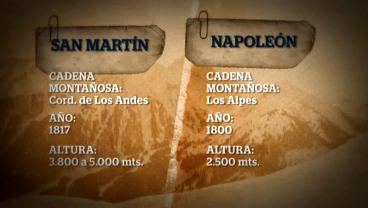 SAN MARTÍN
CADENA
MONTAÑOSA:
Cord. de Los Andes
AÑO:
1817
ALTURA:
3.800 a 5.000 mts.
NAPOLEÓN
CADENA
MONTAÑOSA:
Los Alpes
AÑO:
1800
ALTURA:
2.500 mts.